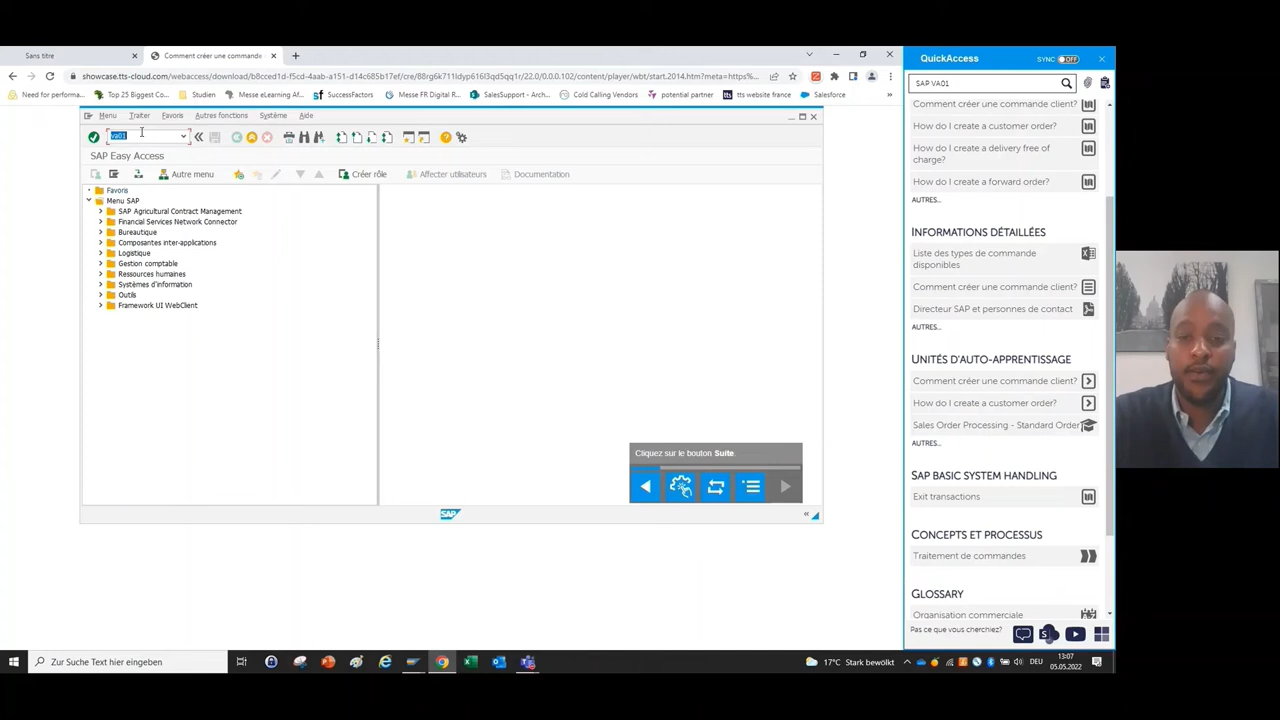 Sans titre
Comment créer une commande
showcase.tts-cloud.com/webaccess/download/b8cced1d-f5cd-4aab-a151-d14c685b17ef/cre/88rg6k711ldyp618l3qd5qq1r/22.0/0.0.102/content/player/wbt/start.2014.htm?meta=https%...
Need for performa... Top 25 Biggest Co... Studien Messe eLearning Af... SuccessFactors Messe FR Digital R... SalesSupport - Arch... Cold Calling Vendors potential partner tts website france Salesforce
Menu Traiter Favoris Autres fonctions Système Aide
va01
SAP Easy Access
Autre menu Créer rôle Affecter utilisateurs Documentation
Favoris
Menu SAP
SAP Agricultural Contract Management
Financial Services Network Connector
Bureautique
Composantes inter-applications
Logistique
Gestion comptable
Ressources humaines
Systèmes d'information
Outils
Framework UI WebClient
Cliquez sur le bouton Suite.
SAP
QuickAccess SYNC OFF
SAP VA01
Comment créer une commande client?
How do I create a customer order?
How do I create a delivery free of
charge?
How do I create a forward order?
AUTRES...
INFORMATIONS DÉTAILLÉES
Liste des types de commande
disponibles
Comment créer une commande client?
Directeur SAP et personnes de contact
AUTRES...
UNITÉS D'AUTO-APPRENTISSAGE
Comment créer une commande client?
How do I create a customer order?
Sales Order Processing - Standard Order
AUTRES...
SAP BASIC SYSTEM HANDLING
Exit transactions
CONCEPTS ET PROCESSUS
Traitement de commandes
GLOSSARY
Organisation commerciale
Pas ce que vous cherchiez?
Zur Suche Text hier eingeben
17°C Stark bewölkt
DEU
13:07
05.05.2022